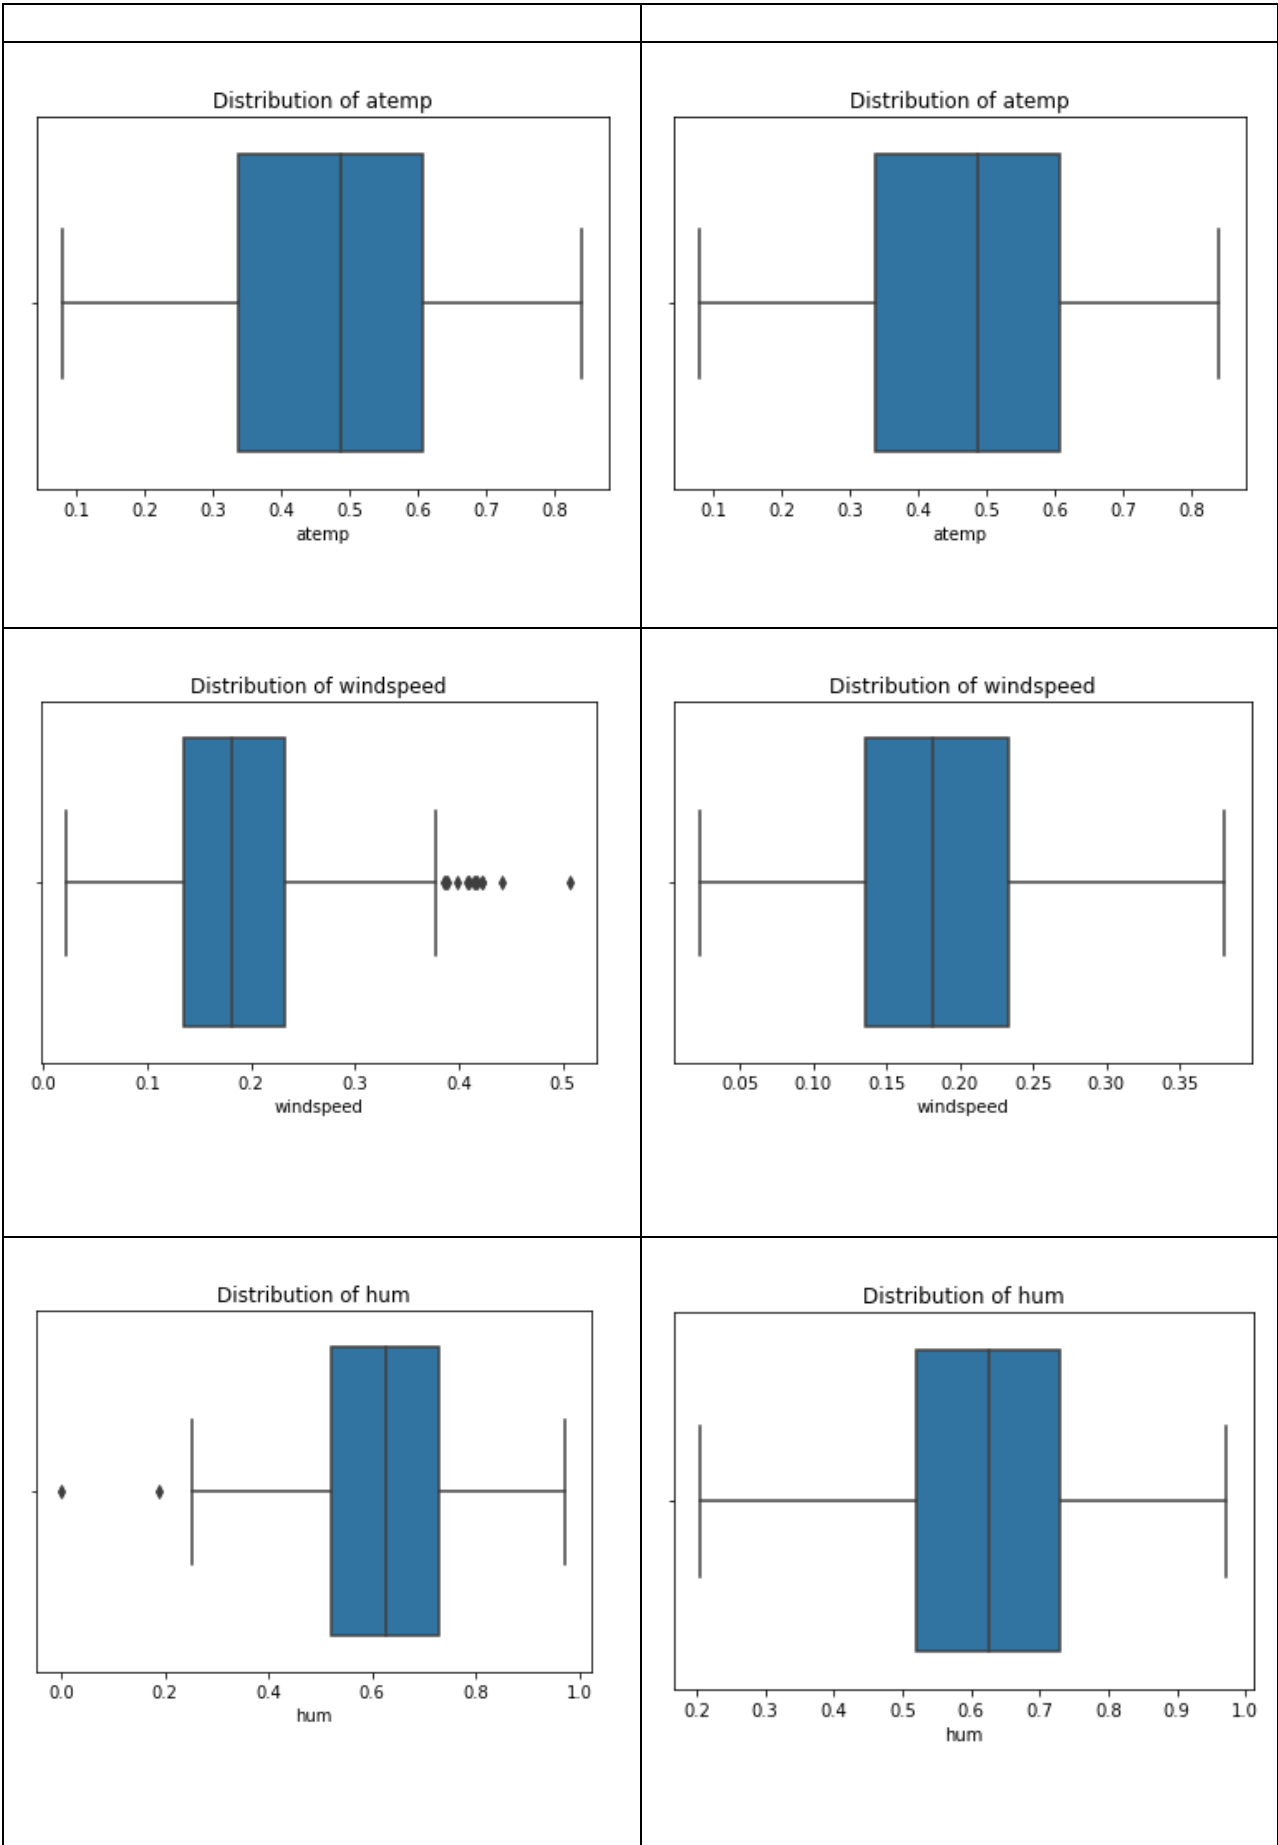 Distribution of atemp
0.1 0.2 0.3 0.4 0.5 0.6 0.7 0.8
atemp
Distribution of atemp
0.1 0.2 0.3 0.4 0.5 0.6 0.7 0.8
atemp
Distribution of windspeed
0.0 0.1 0.2 0.3 0.4 0.5
windspeed
Distribution of windspeed
0.05 0.10 0.15 0.20 0.25 0.30 0.35
windspeed
Distribution of hum
0.0 0.2 0.4 0.6 0.8 1.0
hum
Distribution of hum
0.2 0.3 0.4 0.5 0.6 0.7 0.8 0.9 1.0
hum